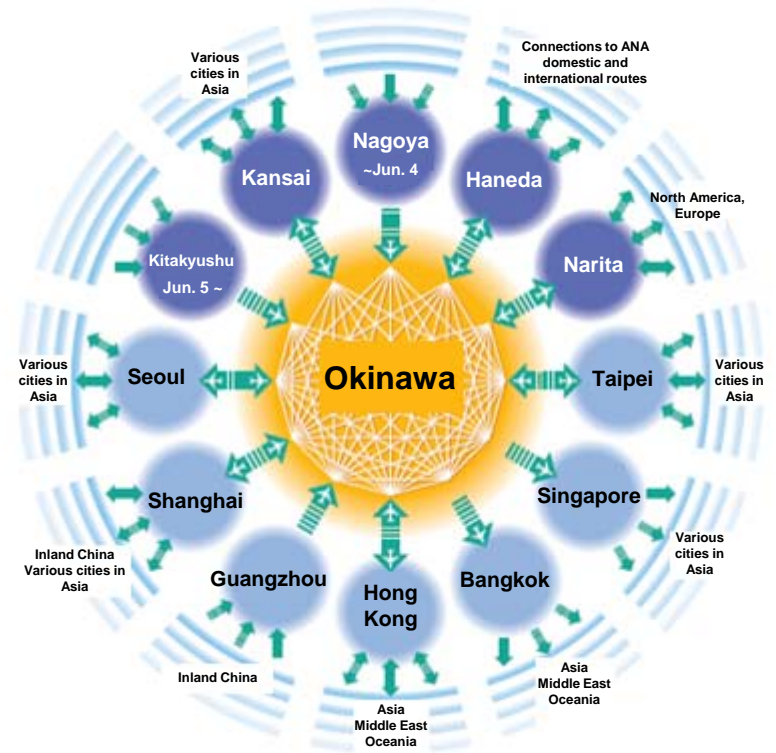 Various
cities in
Asia
Connections to ANA
domestic and
international routes
Nagoya
~Jun. 4
Kansai
Haneda
North America,
Europe
Kitakyushu
Jun. 5 ~
Narita
Various
cities in
Asia
Seoul
Okinawa
Taipei
Various
cities in
Asia
Shanghai
Singapore
Inland China
Various cities in
Asia
Various
cities in
Asia
Guangzhou
Hong
Kong
Bangkok
Inland China
Asia
Middle East
Oceania
Asia
Middle East
Oceania